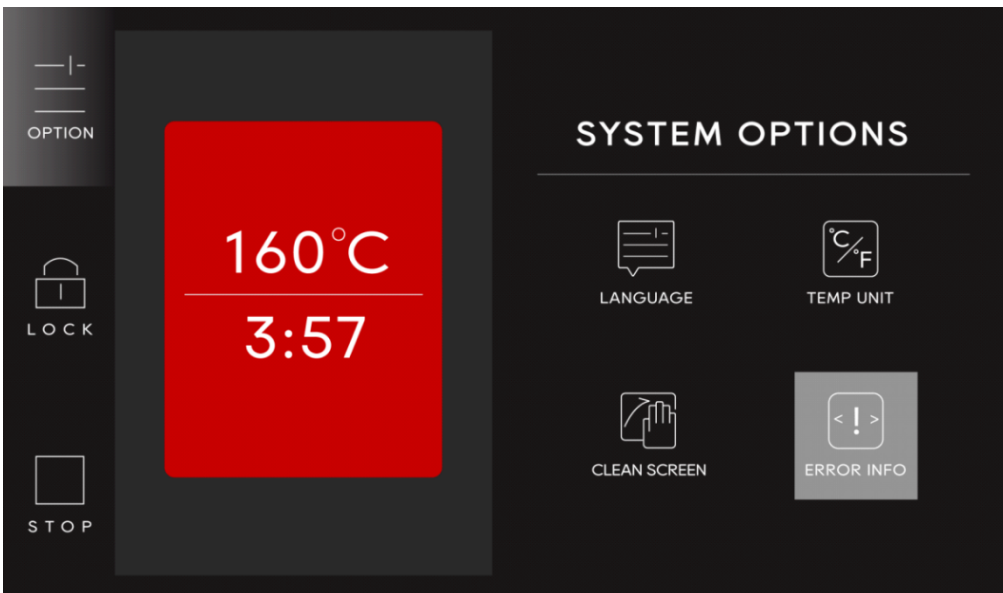 OPTION
LOCK
STOP
160°C
3:57
SYSTEM OPTIONS
LANGUAGE
°C/°F
TEMP UNIT
CLEAN SCREEN
<!>
ERROR INFO